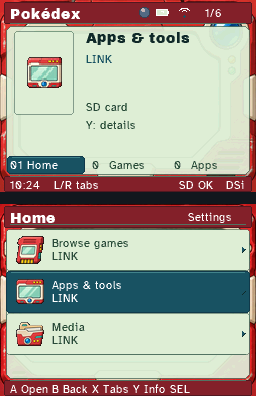 Pokédex 1/6
Apps & tools
LINK
SD card
Y: details
01 Home 0 Games 0 Apps
10:24 L/R tabs SD OK DSi
Home Settings
Browse games
LINK
Apps & tools
LINK
Media
LINK
A Open B Back X Tabs Y Info SEL